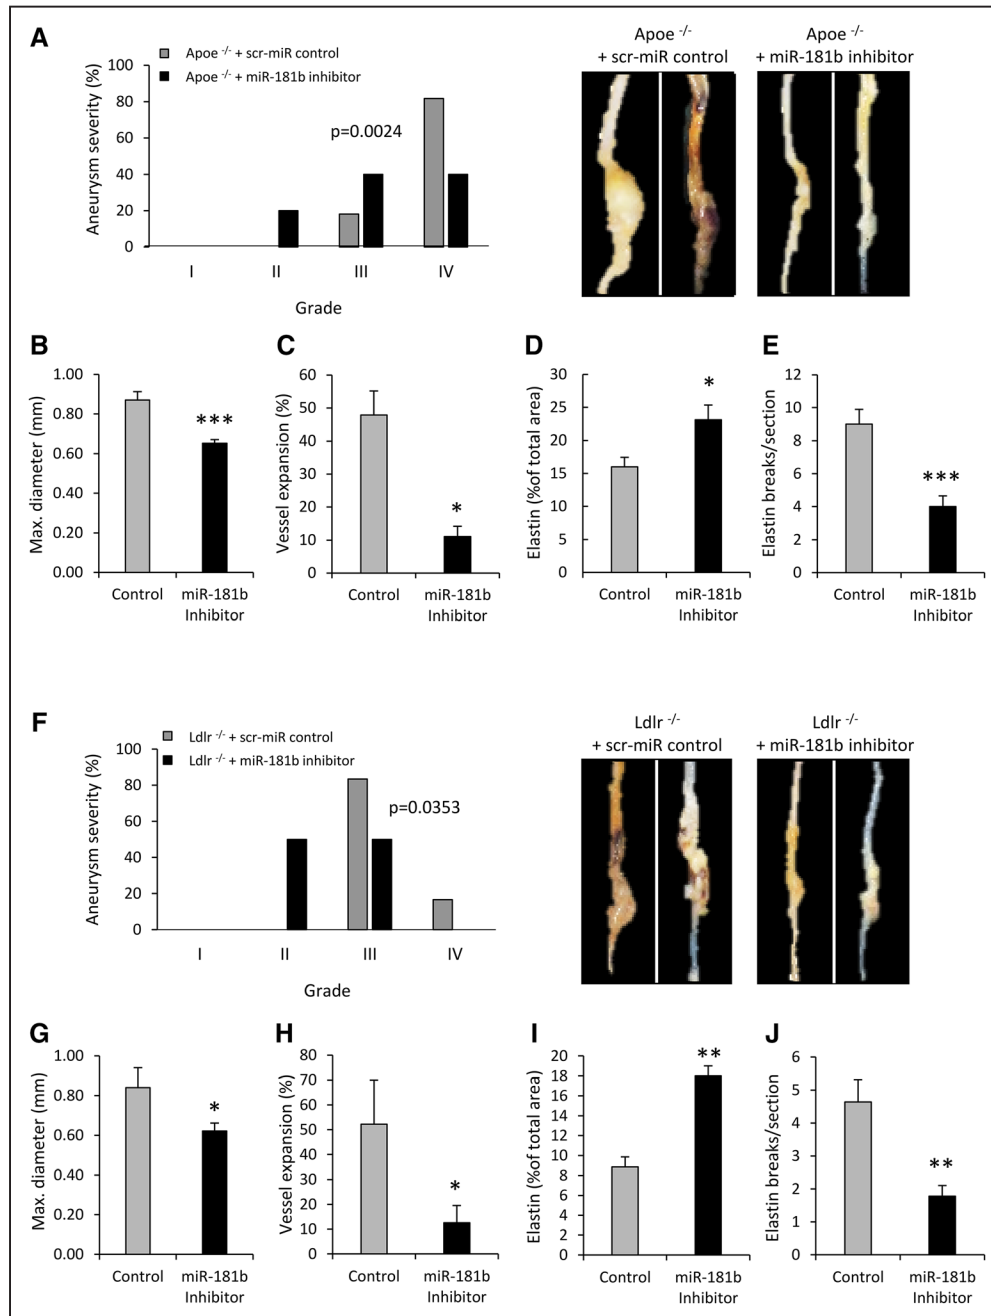 A
Apoe -/- + scr-miR control
Apoe -/- + miR-181b inhibitor
Aneurysm severity (%)
100
80
60
40
20
0
p=0.0024
I II III IV
Grade
Apoe -/-
+ scr-miR control
Apoe -/-
+ miR-181b inhibitor
B
Max. diameter (mm)
1.00
0.80
0.60
0.40
0.20
0.00
***
Control miR-181b
Inhibitor
C
Vessel expansion (%)
60
50
40
30
20
10
0
*
Control miR-181b
Inhibitor
D
Elastin (%of total area)
30
25
20
15
10
5
0
*
Control miR-181b
Inhibitor
E
Elastin breaks/section
12
10
8
6
4
2
0
***
Control miR-181b
Inhibitor
F
Ldlr -/- + scr-miR control
Ldlr -/- + miR-181b inhibitor
Aneurysm severity (%)
100
80
60
40
20
0
p=0.0353
I II III IV
Grade
Ldlr -/-
+ scr-miR control
Ldlr -/-
+ miR-181b inhibitor
G
Max. diameter (mm)
1.00
0.80
0.60
0.40
0.20
0.00
*
Control miR-181b
Inhibitor
H
Vessel expansion (%)
80
70
60
50
40
30
20
10
0
*
Control miR-181b
Inhibitor
I
Elastin (%of total area)
20
18
16
14
12
10
8
6
4
2
0
**
Control miR-181b
Inhibitor
J
Elastin breaks/section
6
5
4
3
2
1
0
**
Control miR-181b
Inhibitor